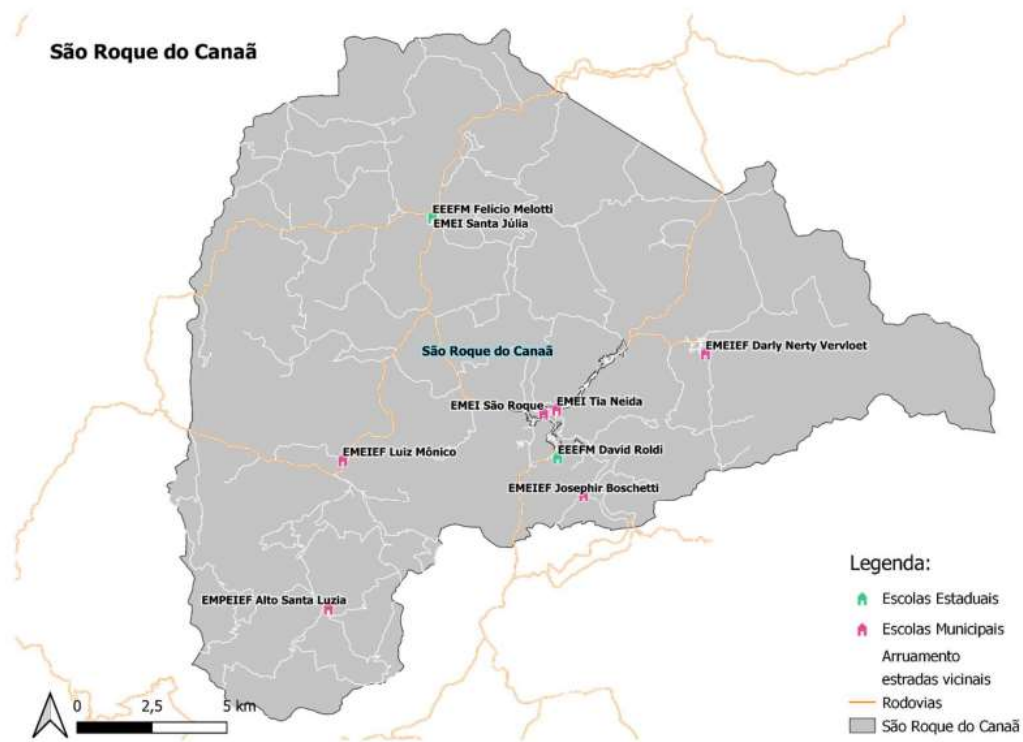 São Roque do Canaã
EEEFM Felício Melotti
EMEI Santa Júlia
EMEIEF Darly Nerty Vervloet
São Roque do Canaã
EMEI São Roque
EMEI Tia Neida
EMEIEF Luiz Mônico
EEEFM David Roldi
EMEIEF Josephir Boschetti
EMPEIEF Alto Santa Luzia
Legenda:
Escolas Estaduais
Escolas Municipais
Arruamento
estradas vicinais
Rodovias
São Roque do Canaã
0 2,5 5 km